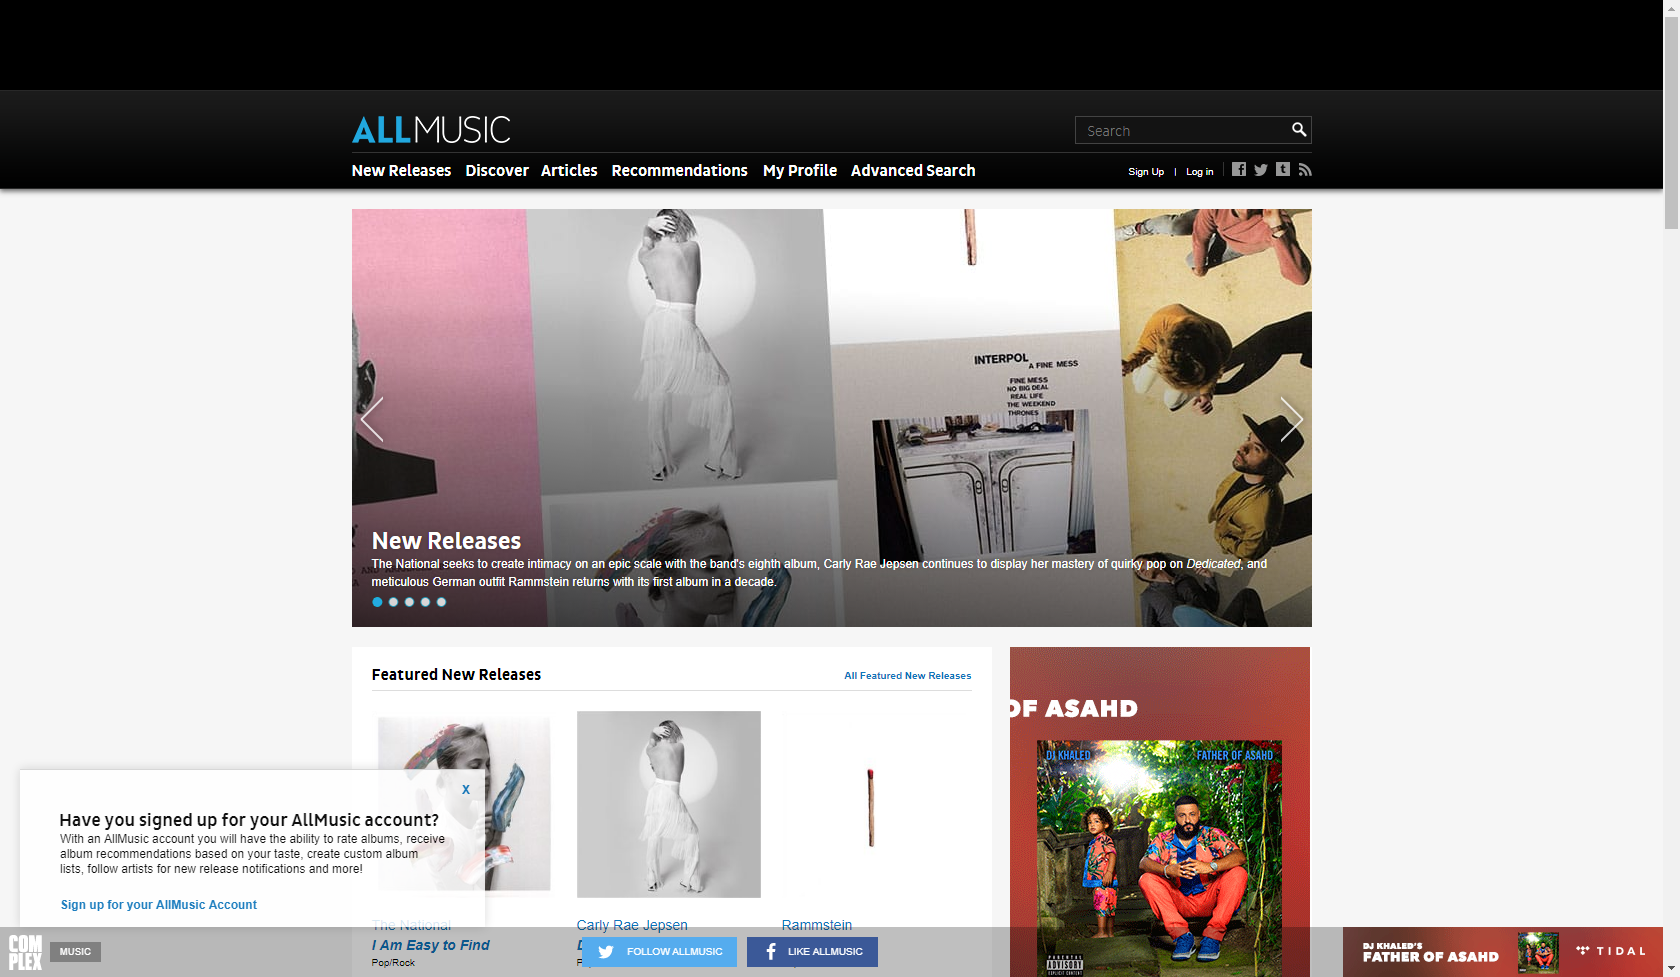 ALLMUSIC
Search
New Releases Discover Articles Recommendations My Profile Advanced Search
Sign Up | Log in
INTERPOL
A FINE MESS
FINE MESS
NO BIG DEAL
REAL LIFE
THE WEEKEND
THRONES
New Releases
The National seeks to create intimacy on an epic scale with the band's eighth album, Carly Rae Jepsen continues to display her mastery of quirky pop on Dedicated, and
meticulous German outfit Rammstein returns with its first album in a decade.
Featured New Releases
All Featured New Releases
OF ASAHD
DJ KHALED FATHER OF ASAHD
PARENTAL
ADVISORY
EXPLICIT CONTENT
x
Have you signed up for your AllMusic account?
With an AllMusic account you will have the ability to rate albums, receive
album recommendations based on your taste, create custom album
lists, follow artists for new release notifications and more!
Sign up for your AllMusic Account
The National
I Am Easy to Find
Pop/Rock
Carly Rae Jepsen
Rammstein
COM
PLEX
MUSIC
FOLLOW ALLMUSIC
LIKE ALLMUSIC
DJ KHALED'S
FATHER OF ASAHD
TIDAL